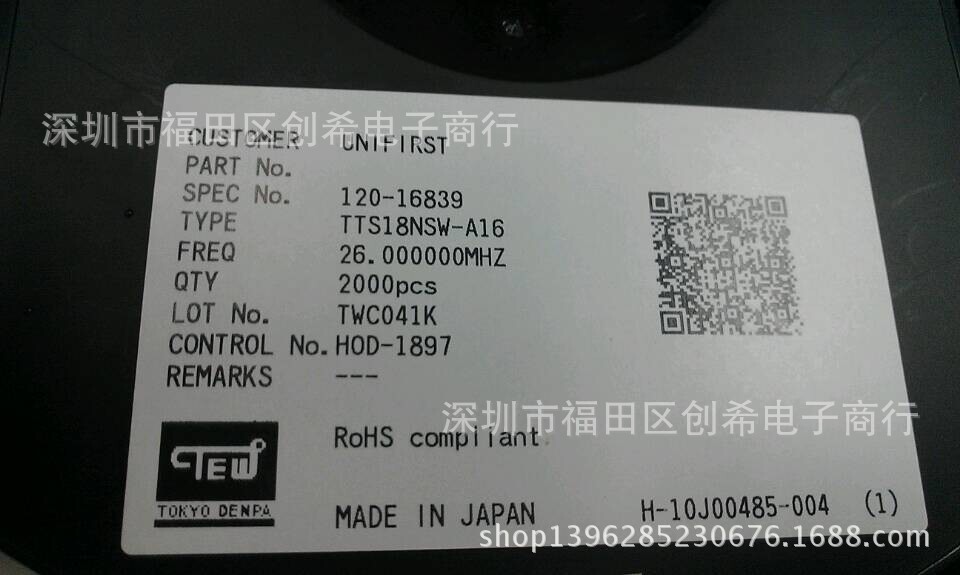 深圳市福田区创希电子商行
CUSTOMER UNIFIRST
PART No.
SPEC No. 120-16839
TYPE TTS18NSW-A16
FREQ 26.000000MHZ
QTY 2000pcs
LOT No. TWC041K
CONTROL No. HOD-1897
REMARKS ---
深圳市福田区创希电子商行
RoHS compliant
TEW
TOKYO DENPA
MADE IN JAPAN H-10J00485-004 (1)
shop1396285230676.1688.com